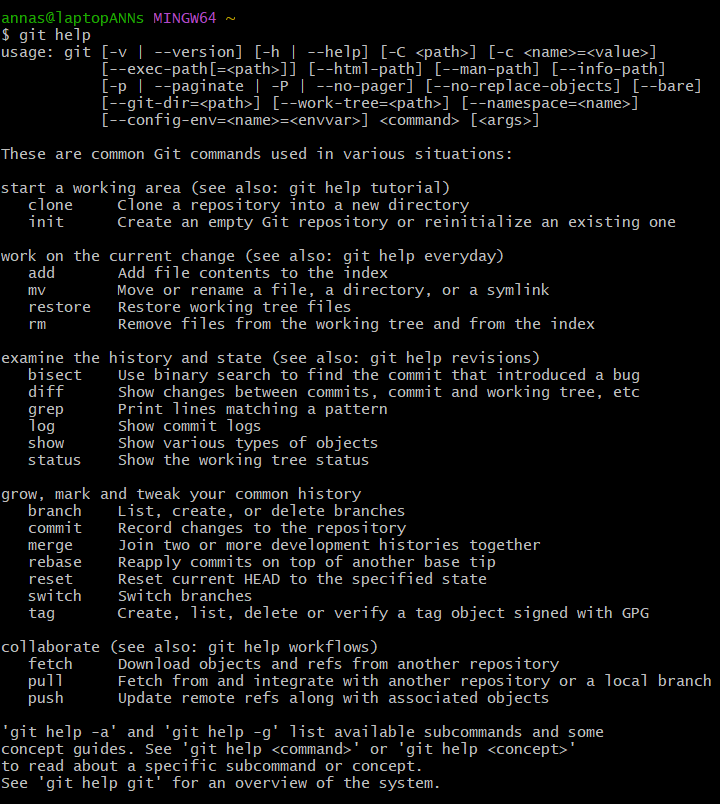 annas@laptopANNs MINGW64 ~
$ git help
usage: git [-v | --version] [-h | --help] [-C <path>] [-c <name>=<value>]
           [--exec-path[=<path>]] [--html-path] [--man-path] [--info-path]
           [-p | --paginate | -P | --no-pager] [--no-replace-objects] [--bare]
           [--git-dir=<path>] [--work-tree=<path>] [--namespace=<name>]
           [--config-env=<name>=<envvar>] <command> [<args>]

These are common Git commands used in various situations:

start a working area (see also: git help tutorial)
   clone     Clone a repository into a new directory
   init      Create an empty Git repository or reinitialize an existing one

work on the current change (see also: git help everyday)
   add       Add file contents to the index
   mv        Move or rename a file, a directory, or a symlink
   restore   Restore working tree files
   rm        Remove files from the working tree and from the index

examine the history and state (see also: git help revisions)
   bisect    Use binary search to find the commit that introduced a bug
   diff      Show changes between commits, commit and working tree, etc
   grep      Print lines matching a pattern
   log       Show commit logs
   show      Show various types of objects
   status    Show the working tree status

grow, mark and tweak your common history
   branch    List, create, or delete branches
   commit    Record changes to the repository
   merge     Join two or more development histories together
   rebase    Reapply commits on top of another base tip
   reset     Reset current HEAD to the specified state
   switch    Switch branches
   tag       Create, list, delete or verify a tag object signed with GPG

collaborate (see also: git help workflows)
   fetch     Download objects and refs from another repository
   pull      Fetch from and integrate with another repository or a local branch
   push      Update remote refs along with associated objects

'git help -a' and 'git help -g' list available subcommands and some
concept guides. See 'git help <command>' or 'git help <concept>'
to read about a specific subcommand or concept.
See 'git help git' for an overview of the system.